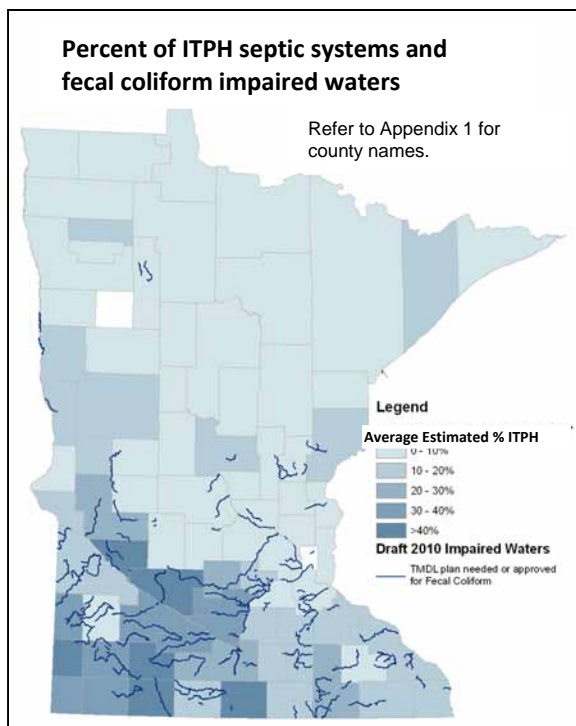 Percent of ITPH septic systems and
fecal coliform impaired waters
Refer to Appendix 1 for
county names.
Legend
Average Estimated % ITPH
0 - 10%
10 - 20%
20 - 30%
30 - 40%
>40%
Draft 2010 Impaired Waters
TMDL plan needed or approved
for Fecal Coliform